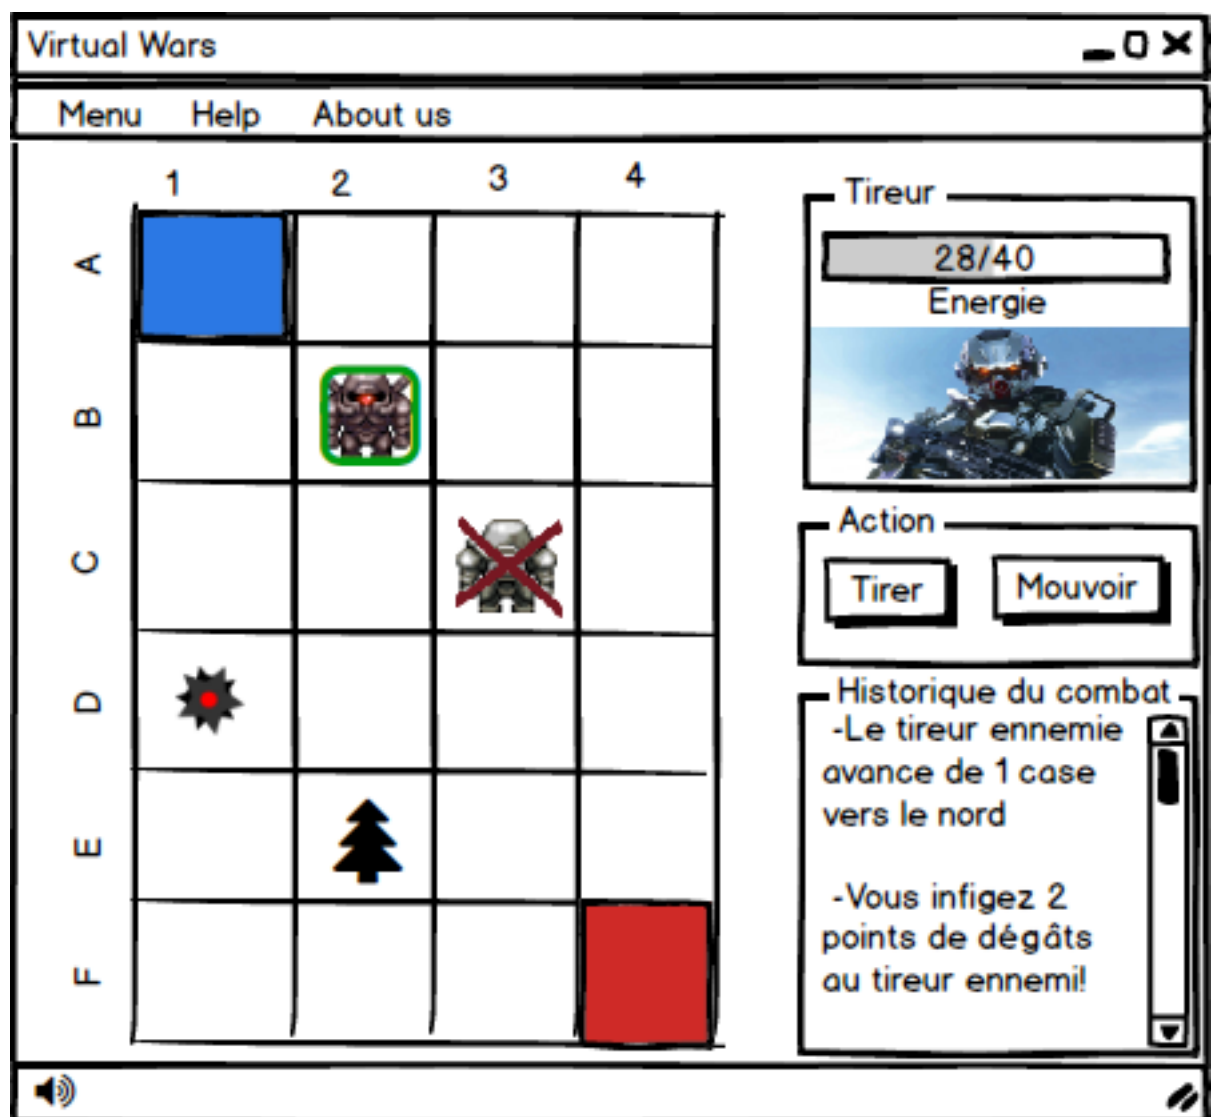 Virtual Wars
Menu Help About us
1 2 3 4
A
B
C
D
E
F
Tireur
28/40
Energie
Action
Tirer Mouvoir
Historique du combat
-Le tireur ennemie
avance de 1 case
vers le nord
-Vous infigez 2
points de dégâts
au tireur ennemi!